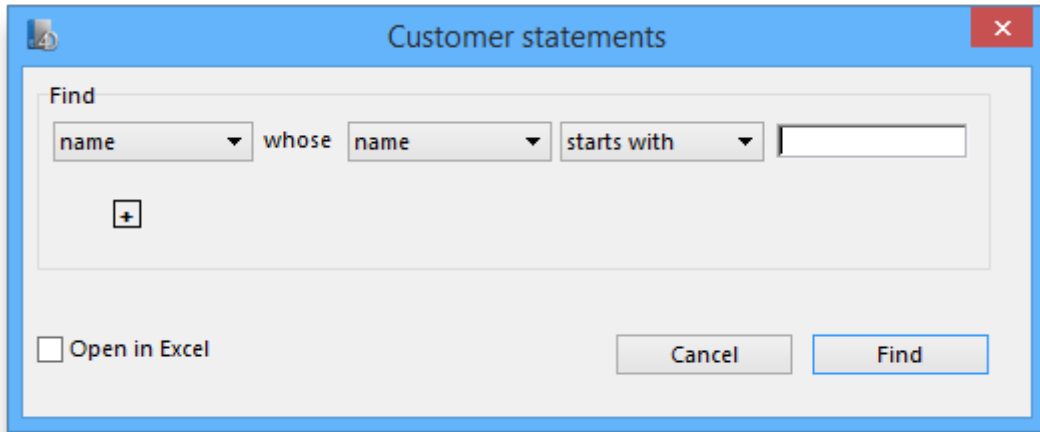 Customer statements
Find
name whose name starts with
+
Open in Excel
Cancel Find